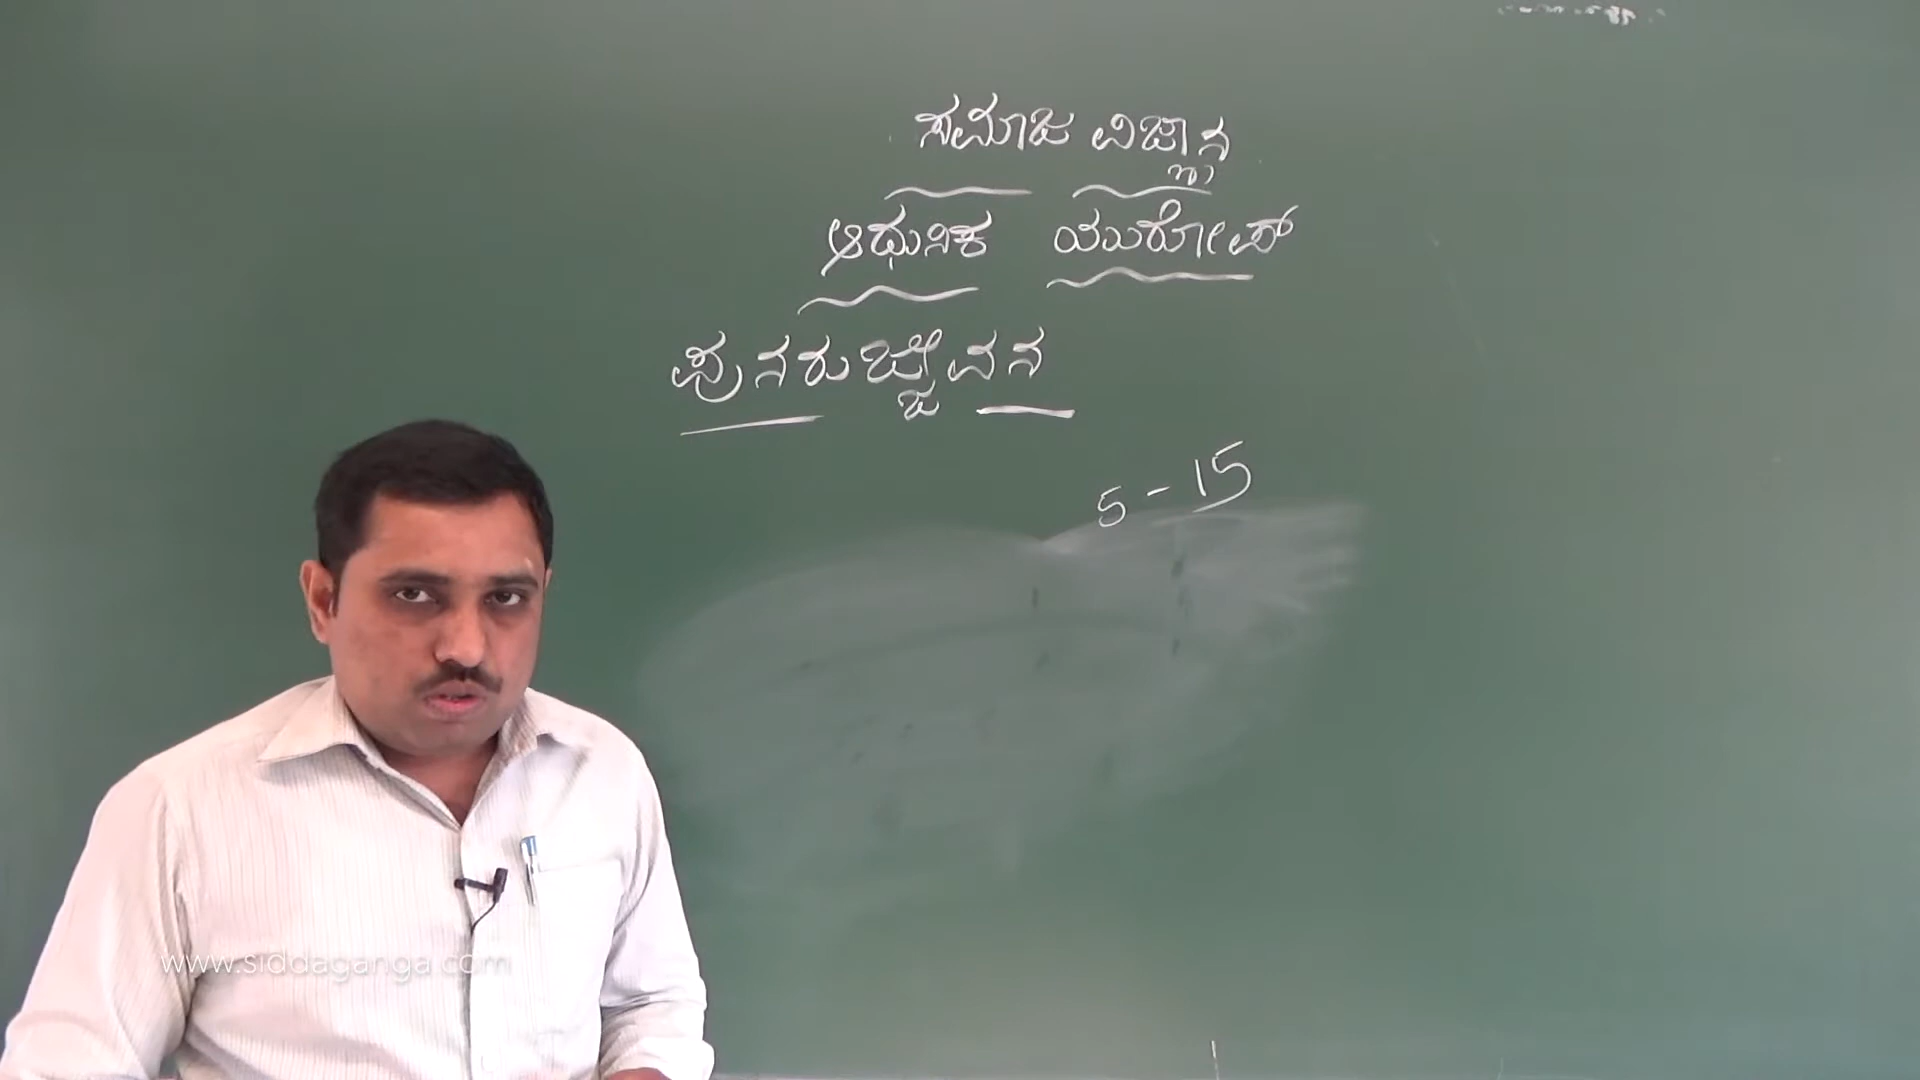 ಸಮಾಜ ವಿಜ್ಞಾನ
ಆಧುನಿಕ ಯುರೋಪ್
ಪುನರುಜ್ಜೀವನ
5 - 15
www.siddaganga.com